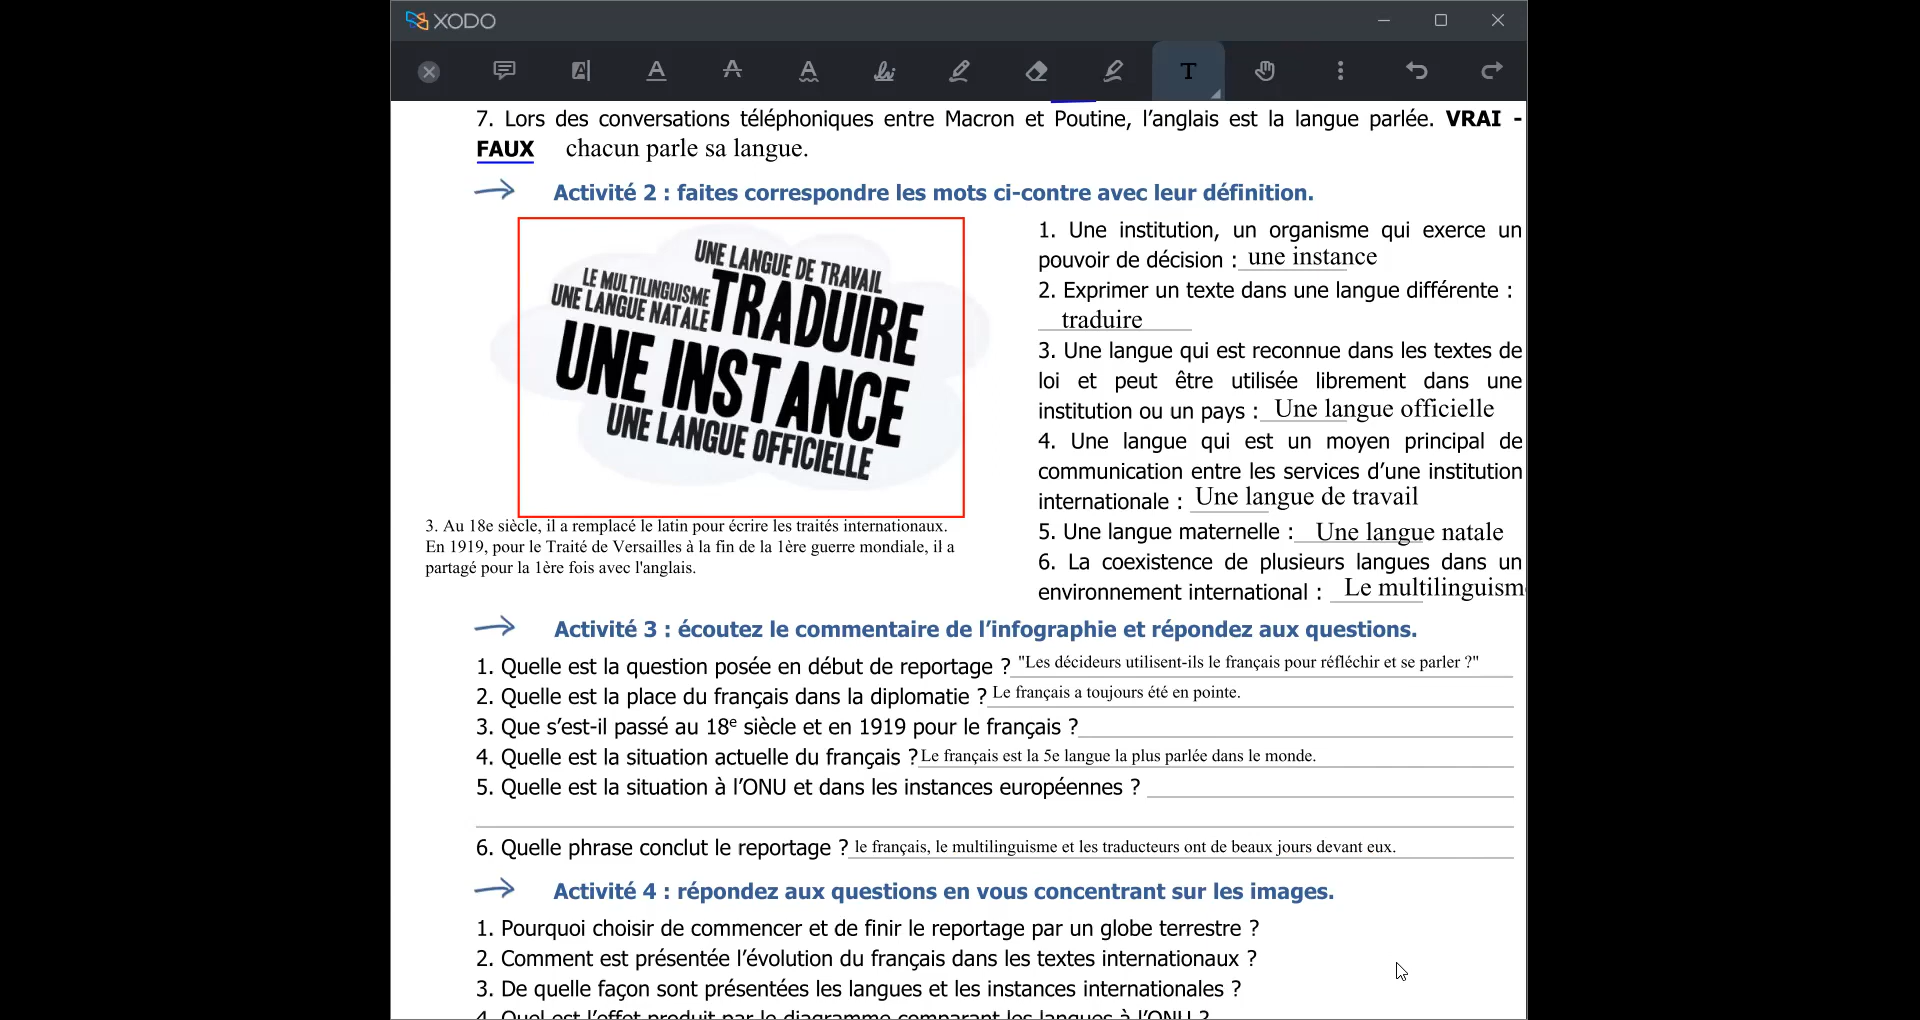 XODO
7. Lors des conversations téléphoniques entre Macron et Poutine, l’anglais est la langue parlée. VRAI -
FAUX chacun parle sa langue.
Activité 2 : faites correspondre les mots ci-contre avec leur définition.
UNE LANGUE DE TRAVAIL
LE MULTILINGUISME
UNE LANGUE NATALE
TRADUIRE
UNE INSTANCE
UNE LANGUE OFFICIELLE
1. Une institution, un organisme qui exerce un
pouvoir de décision : une instance
2. Exprimer un texte dans une langue différente :
traduire
3. Une langue qui est reconnue dans les textes de
loi et peut être utilisée librement dans une
institution ou un pays : Une langue officielle
4. Une langue qui est un moyen principal de
communication entre les services d’une institution
internationale : Une langue de travail
5. Une langue maternelle : Une langue natale
6. La coexistence de plusieurs langues dans un
environnement international : Le multilinguism
3. Au 18e siècle, il a remplacé le latin pour écrire les traités internationaux.
En 1919, pour le Traité de Versailles à la fin de la 1ère guerre mondiale, il a
partagé pour la 1ère fois avec l'anglais.
Activité 3 : écoutez le commentaire de l’infographie et répondez aux questions.
1. Quelle est la question posée en début de reportage ? "Les décideurs utilisent-ils le français pour réfléchir et se parler ?"
2. Quelle est la place du français dans la diplomatie ? Le français a toujours été en pointe.
3. Que s’est-il passé au 18e siècle et en 1919 pour le français ?
4. Quelle est la situation actuelle du français ? Le français est la 5e langue la plus parlée dans le monde.
5. Quelle est la situation à l’ONU et dans les instances européennes ?
6. Quelle phrase conclut le reportage ? le français, le multilinguisme et les traducteurs ont de beaux jours devant eux.
Activité 4 : répondez aux questions en vous concentrant sur les images.
1. Pourquoi choisir de commencer et de finir le reportage par un globe terrestre ?
2. Comment est présentée l’évolution du français dans les textes internationaux ?
3. De quelle façon sont présentées les langues et les instances internationales ?
4. Quel est l’effet produit par le diagramme comparant les langues à l’ONU ?